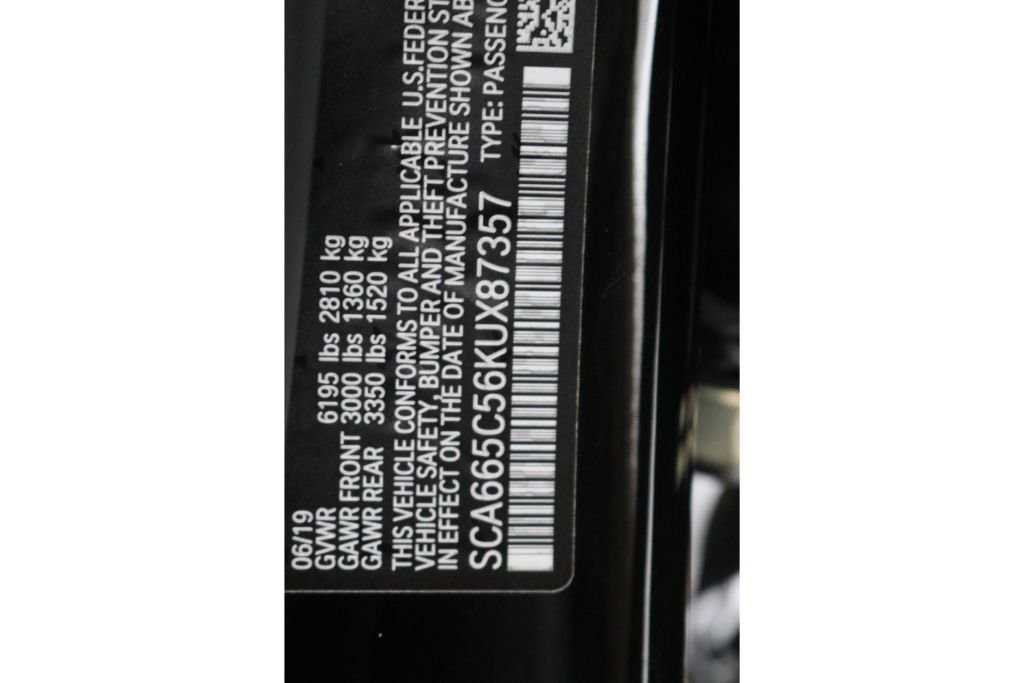 06/19
GVWR 6195 lbs 2810 kg
GAWR FRONT 3000 lbs 1360 kg
GAWR REAR 3350 lbs 1520 kg
THIS VEHICLE CONFORMS TO ALL APPLICABLE U.S.FEDER
VEHICLE SAFETY, BUMPER AND THEFT PREVENTION ST
IN EFFECT ON THE DATE OF MANUFACTURE SHOWN AB
SCA665C56KUX87357 TYPE: PASSENG